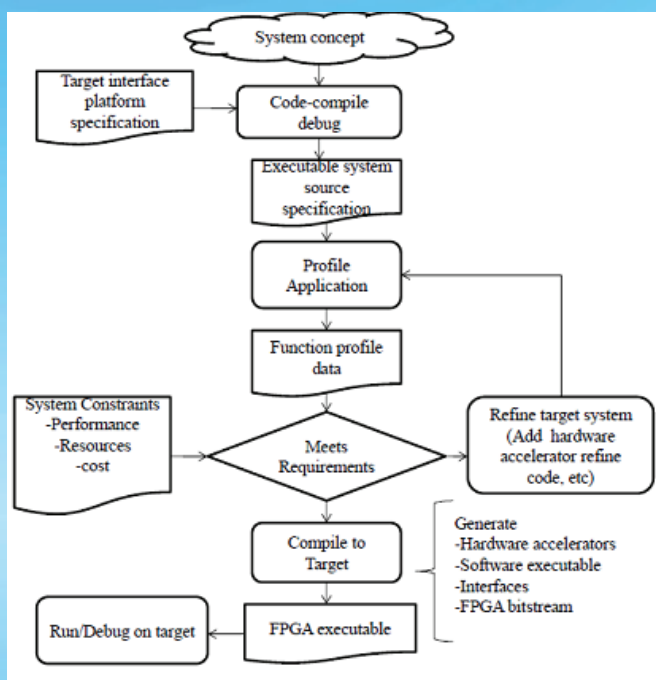 System concept
Target interface
platform
specification
Code-compile
debug
Executable system
source
specification
Profile
Application
Function profile
data
System Constraints
-Performance
-Resources
-cost
Meets
Requirements
Refine target system
(Add hardware
accelerator refine
code, etc)
Compile to
Target
Generate
-Hardware accelerators
-Software executable
-Interfaces
-FPGA bitstream
Run/Debug on target
FPGA executable